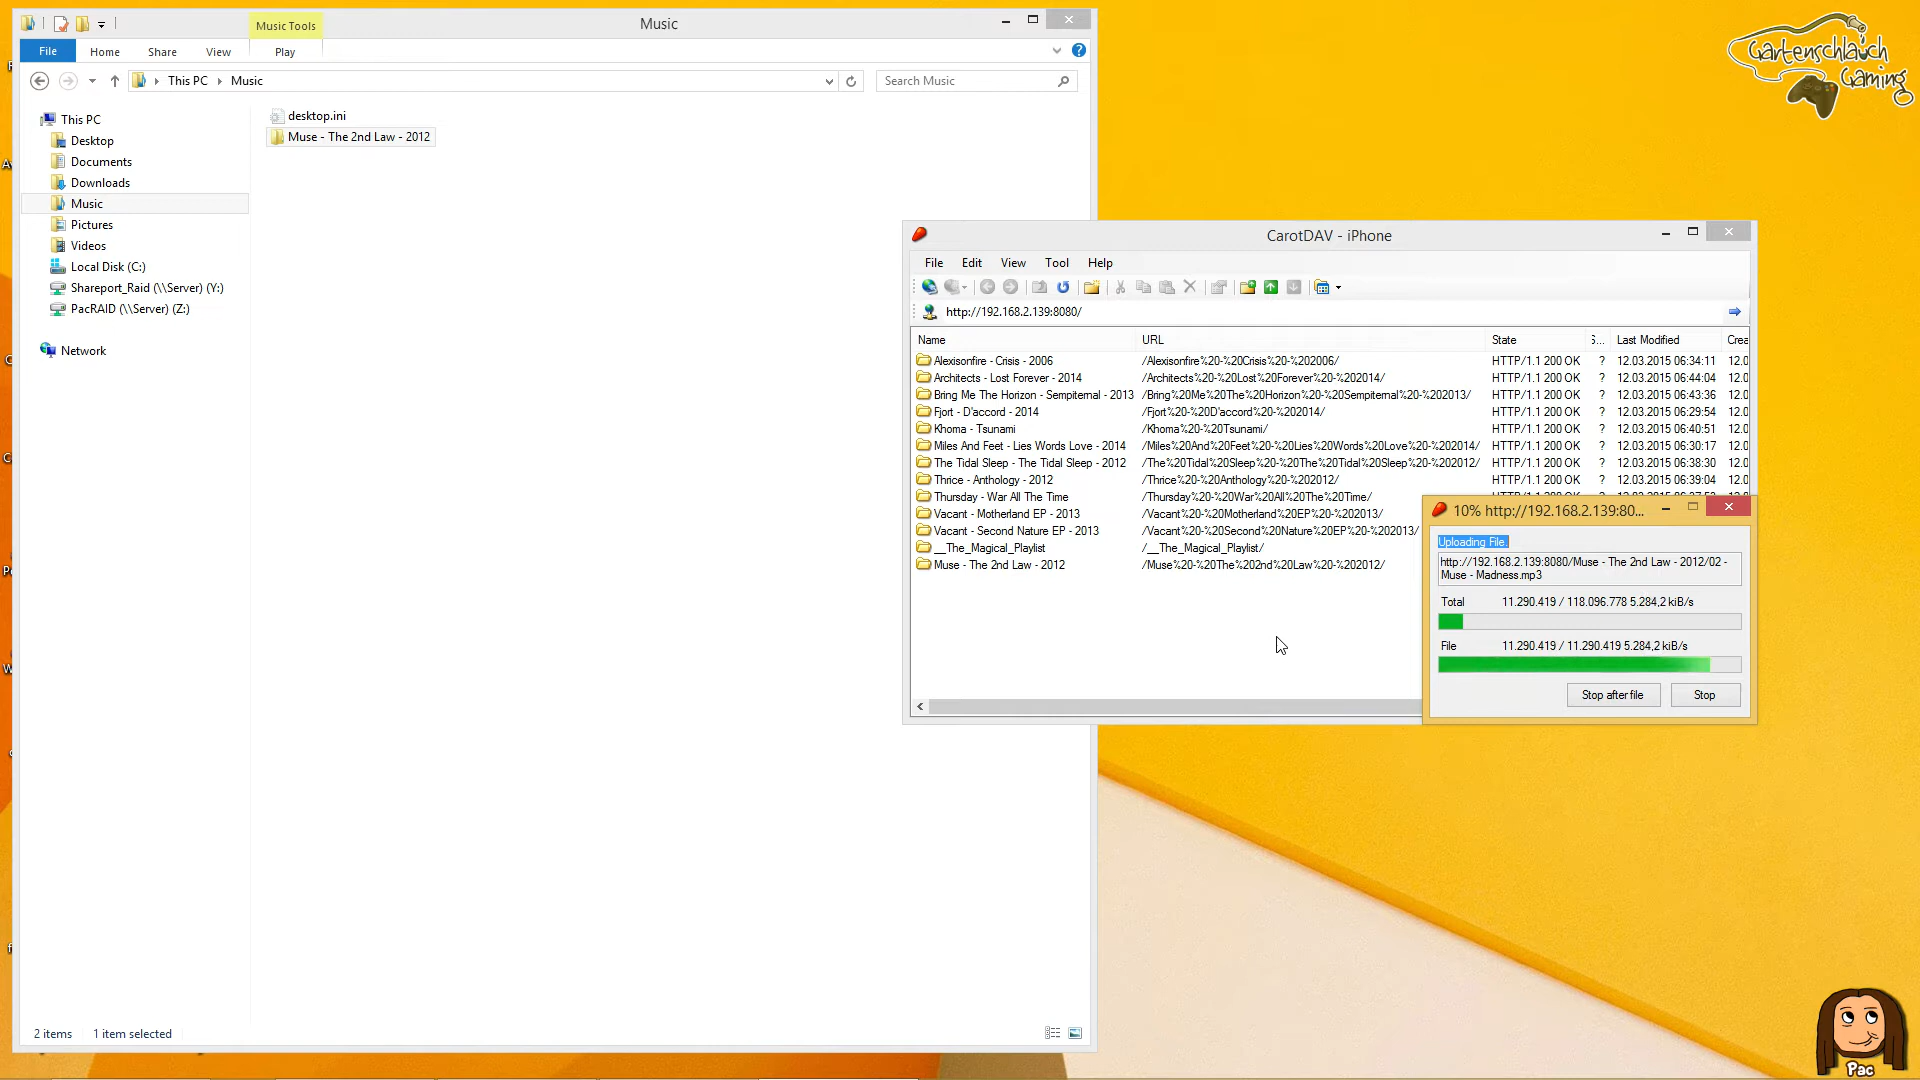 Music Tools
Music
File
Home
Share
View
Play
This PC
Music
Search Music
This PC
Desktop
Documents
Downloads
Music
Pictures
Videos
Local Disk (C:)
Shareport_Raid (\\Server) (Y:)
PacRAID (\\Server) (Z:)
Network
desktop.ini
Muse - The 2nd Law - 2012
2 items
1 item selected
Gartenschlauch
Gaming
CarotDAV - iPhone
File Edit View Tool Help
http://192.168.2.139:8080/
Name URL State S... Last Modified Crea
Alexisonfire - Crisis - 2006 /Alexisonfire%20-%20Crisis%20-%202006/ HTTP/1.1 200 OK ? 12.03.2015 06:34:11 12.0
Architects - Lost Forever - 2014 /Architects%20-%20Lost%20Forever%20-%202014/ HTTP/1.1 200 OK ? 12.03.2015 06:44:04 12.0
Bring Me The Horizon - Sempiternal - 2013 /Bring%20Me%20The%20Horizon%20-%20Sempiternal%20-%202013/ HTTP/1.1 200 OK ? 12.03.2015 06:43:36 12.0
Fjort - D'accord - 2014 /Fjort%20-%20D'accord%20-%202014/ HTTP/1.1 200 OK ? 12.03.2015 06:29:54 12.0
Khoma - Tsunami /Khoma%20-%20Tsunami/ HTTP/1.1 200 OK ? 12.03.2015 06:40:51 12.0
Miles And Feet - Lies Words Love - 2014 /Miles%20And%20Feet%20-%20Lies%20Words%20Love%20-%202014/ HTTP/1.1 200 OK ? 12.03.2015 06:30:17 12.0
The Tidal Sleep - The Tidal Sleep - 2012 /The%20Tidal%20Sleep%20-%20The%20Tidal%20Sleep%20-%202012/ HTTP/1.1 200 OK ? 12.03.2015 06:38:30 12.0
Thrice - Anthology - 2012 /Thrice%20-%20Anthology%20-%202012/ HTTP/1.1 200 OK ? 12.03.2015 06:39:04 12.0
Thursday - War All The Time /Thursday%20-%20War%20All%20The%20Time/
Vacant - Motherland EP - 2013 /Vacant%20-%20Motherland%20EP%20-%202013/
Vacant - Second Nature EP - 2013 /Vacant%20-%20Second%20Nature%20EP%20-%202013/
__The_Magical_Playlist /__The_Magical_Playlist/
Muse - The 2nd Law - 2012 /Muse%20-%20The%202nd%20Law%20-%202012/
10% http://192.168.2.139:80...
Uploading File.
http://192.168.2.139:8080/Muse - The 2nd Law - 2012/02 -
Muse - Madness.mp3
Total 11.290.419 / 118.096.778 5.284,2 kiB/s
File 11.290.419 / 11.290.419 5.284,2 kiB/s
Stop after file
Stop
Pac